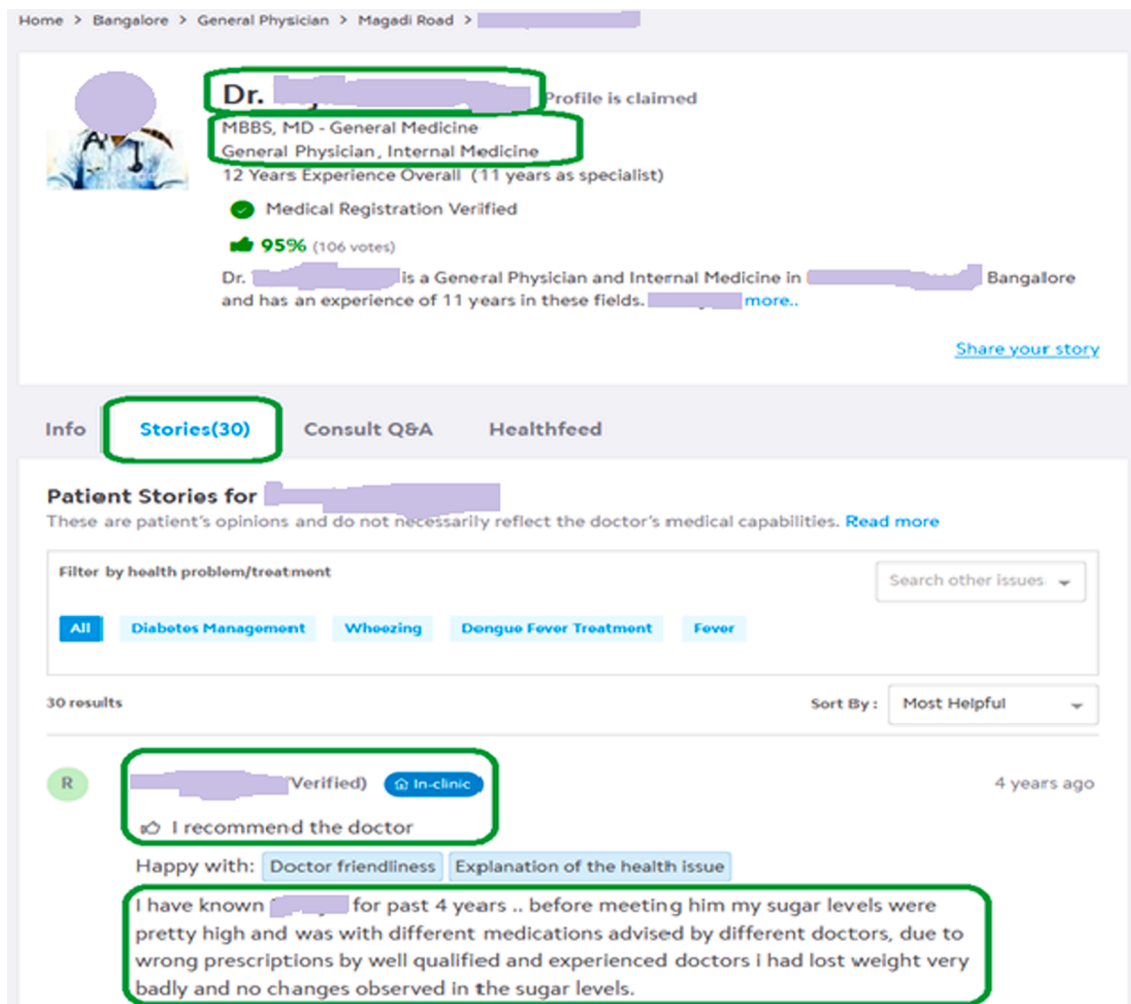 Home > Bangalore > General Physician > Magadi Road >
Dr.
Profile is claimed
MBBS, MD - General Medicine
General Physician, Internal Medicine
12 Years Experience Overall (11 years as specialist)
Medical Registration Verified
95% (106 votes)
Dr. is a General Physician and Internal Medicine in Bangalore
and has an experience of 11 years in these fields. more..
Share your story
Info Stories(30) Consult Q&A Healthfeed
Patient Stories for
These are patient's opinions and do not necessarily reflect the doctor's medical capabilities. Read more
Filter by health problem/treatment
Search other issues
All Diabetes Management Wheezing Dengue Fever Treatment Fever
30 results
Sort By : Most Helpful
R
Verified) In-clinic
4 years ago
I recommend the doctor
Happy with: Doctor friendliness Explanation of the health issue
I have known for past 4 years .. before meeting him my sugar levels were
pretty high and was with different medications advised by different doctors, due to
wrong prescriptions by well qualified and experienced doctors i had lost weight very
badly and no changes observed in the sugar levels.